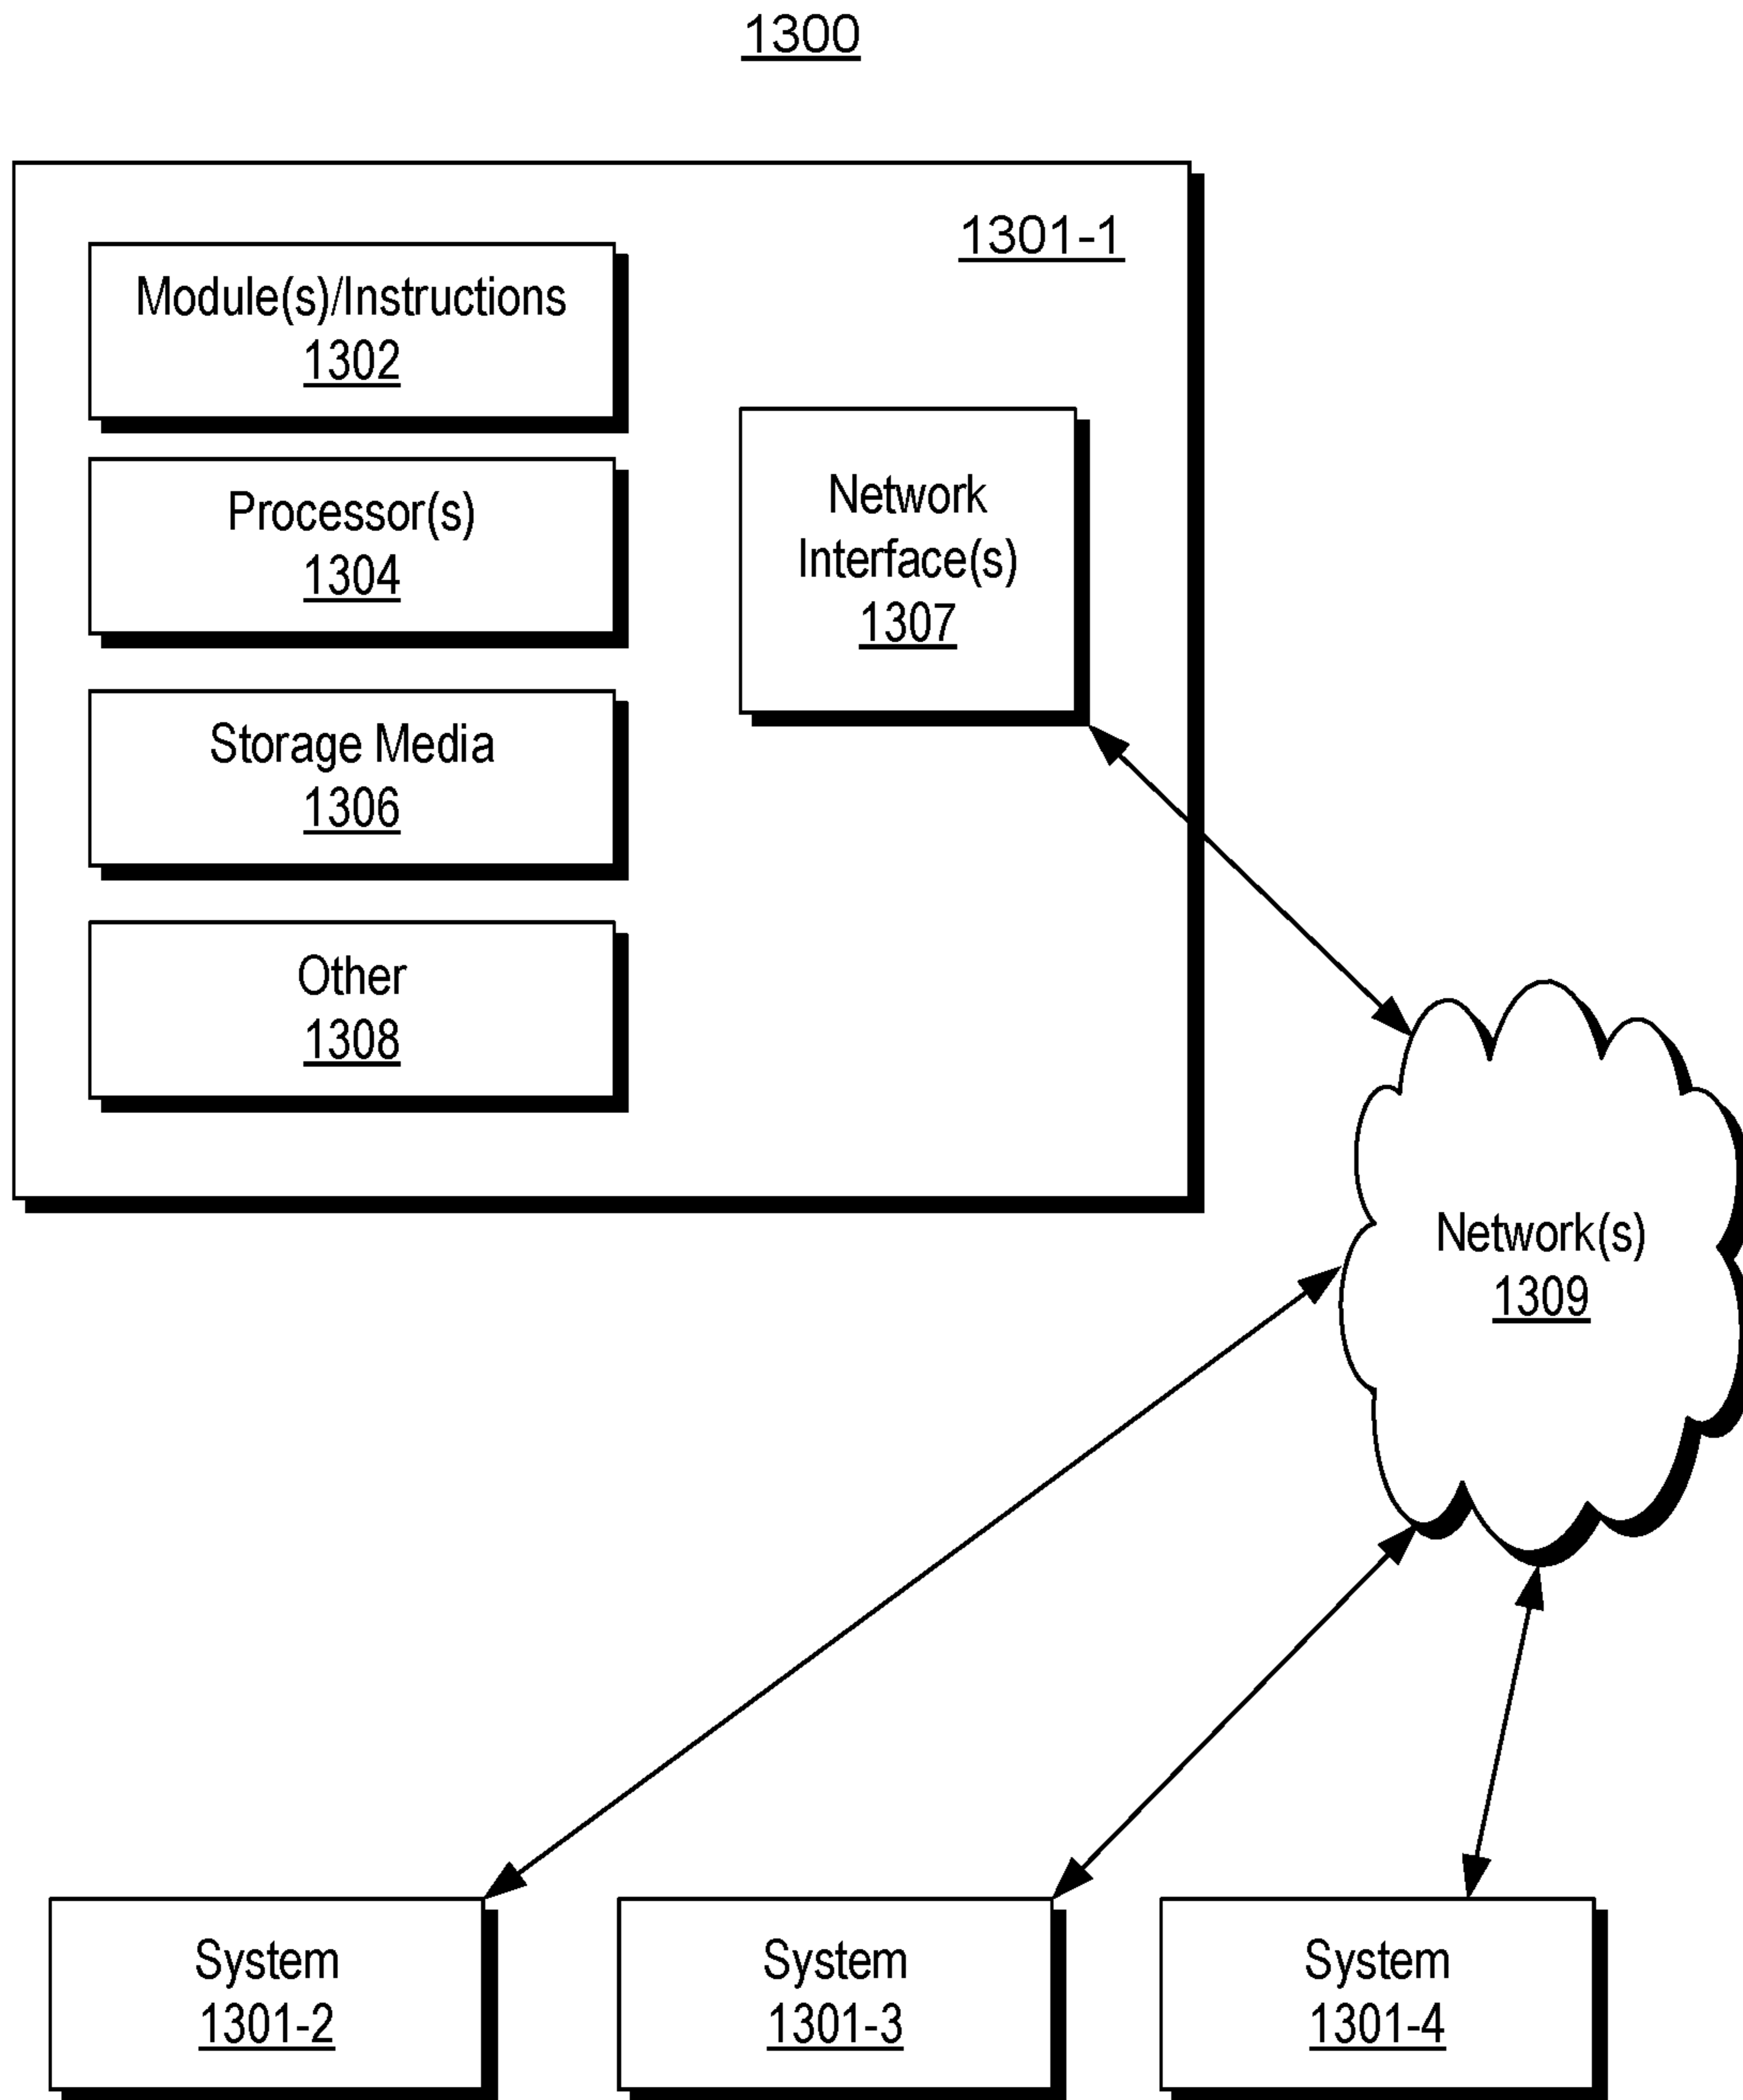 1300
1301-1
Module(s)/Instructions
1302
Processor(s)
1304
Network
Interface(s)
1307
Storage Media
1306
Other
1308
Network(s)
1309
System
1301-2
System
1301-3
System
1301-4